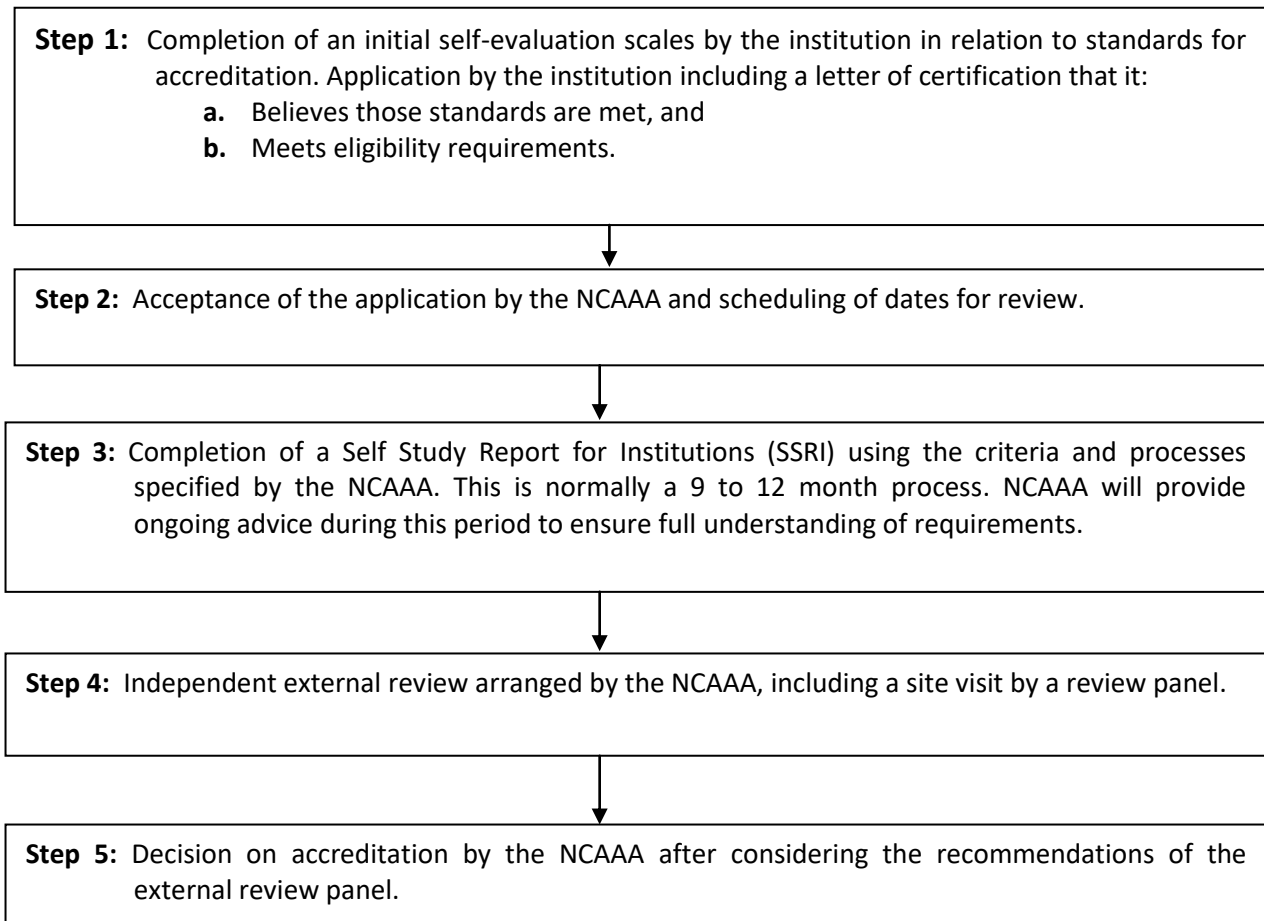 Step 1: Completion of an initial self-evaluation scales by the institution in relation to standards for
accreditation. Application by the institution including a letter of certification that it:
a. Believes those standards are met, and
b. Meets eligibility requirements.
Step 2: Acceptance of the application by the NCAAA and scheduling of dates for review.
Step 3: Completion of a Self Study Report for Institutions (SSRI) using the criteria and processes
specified by the NCAAA. This is normally a 9 to 12 month process. NCAAA will provide
ongoing advice during this period to ensure full understanding of requirements.
Step 4: Independent external review arranged by the NCAAA, including a site visit by a review panel.
Step 5: Decision on accreditation by the NCAAA after considering the recommendations of the
external review panel.